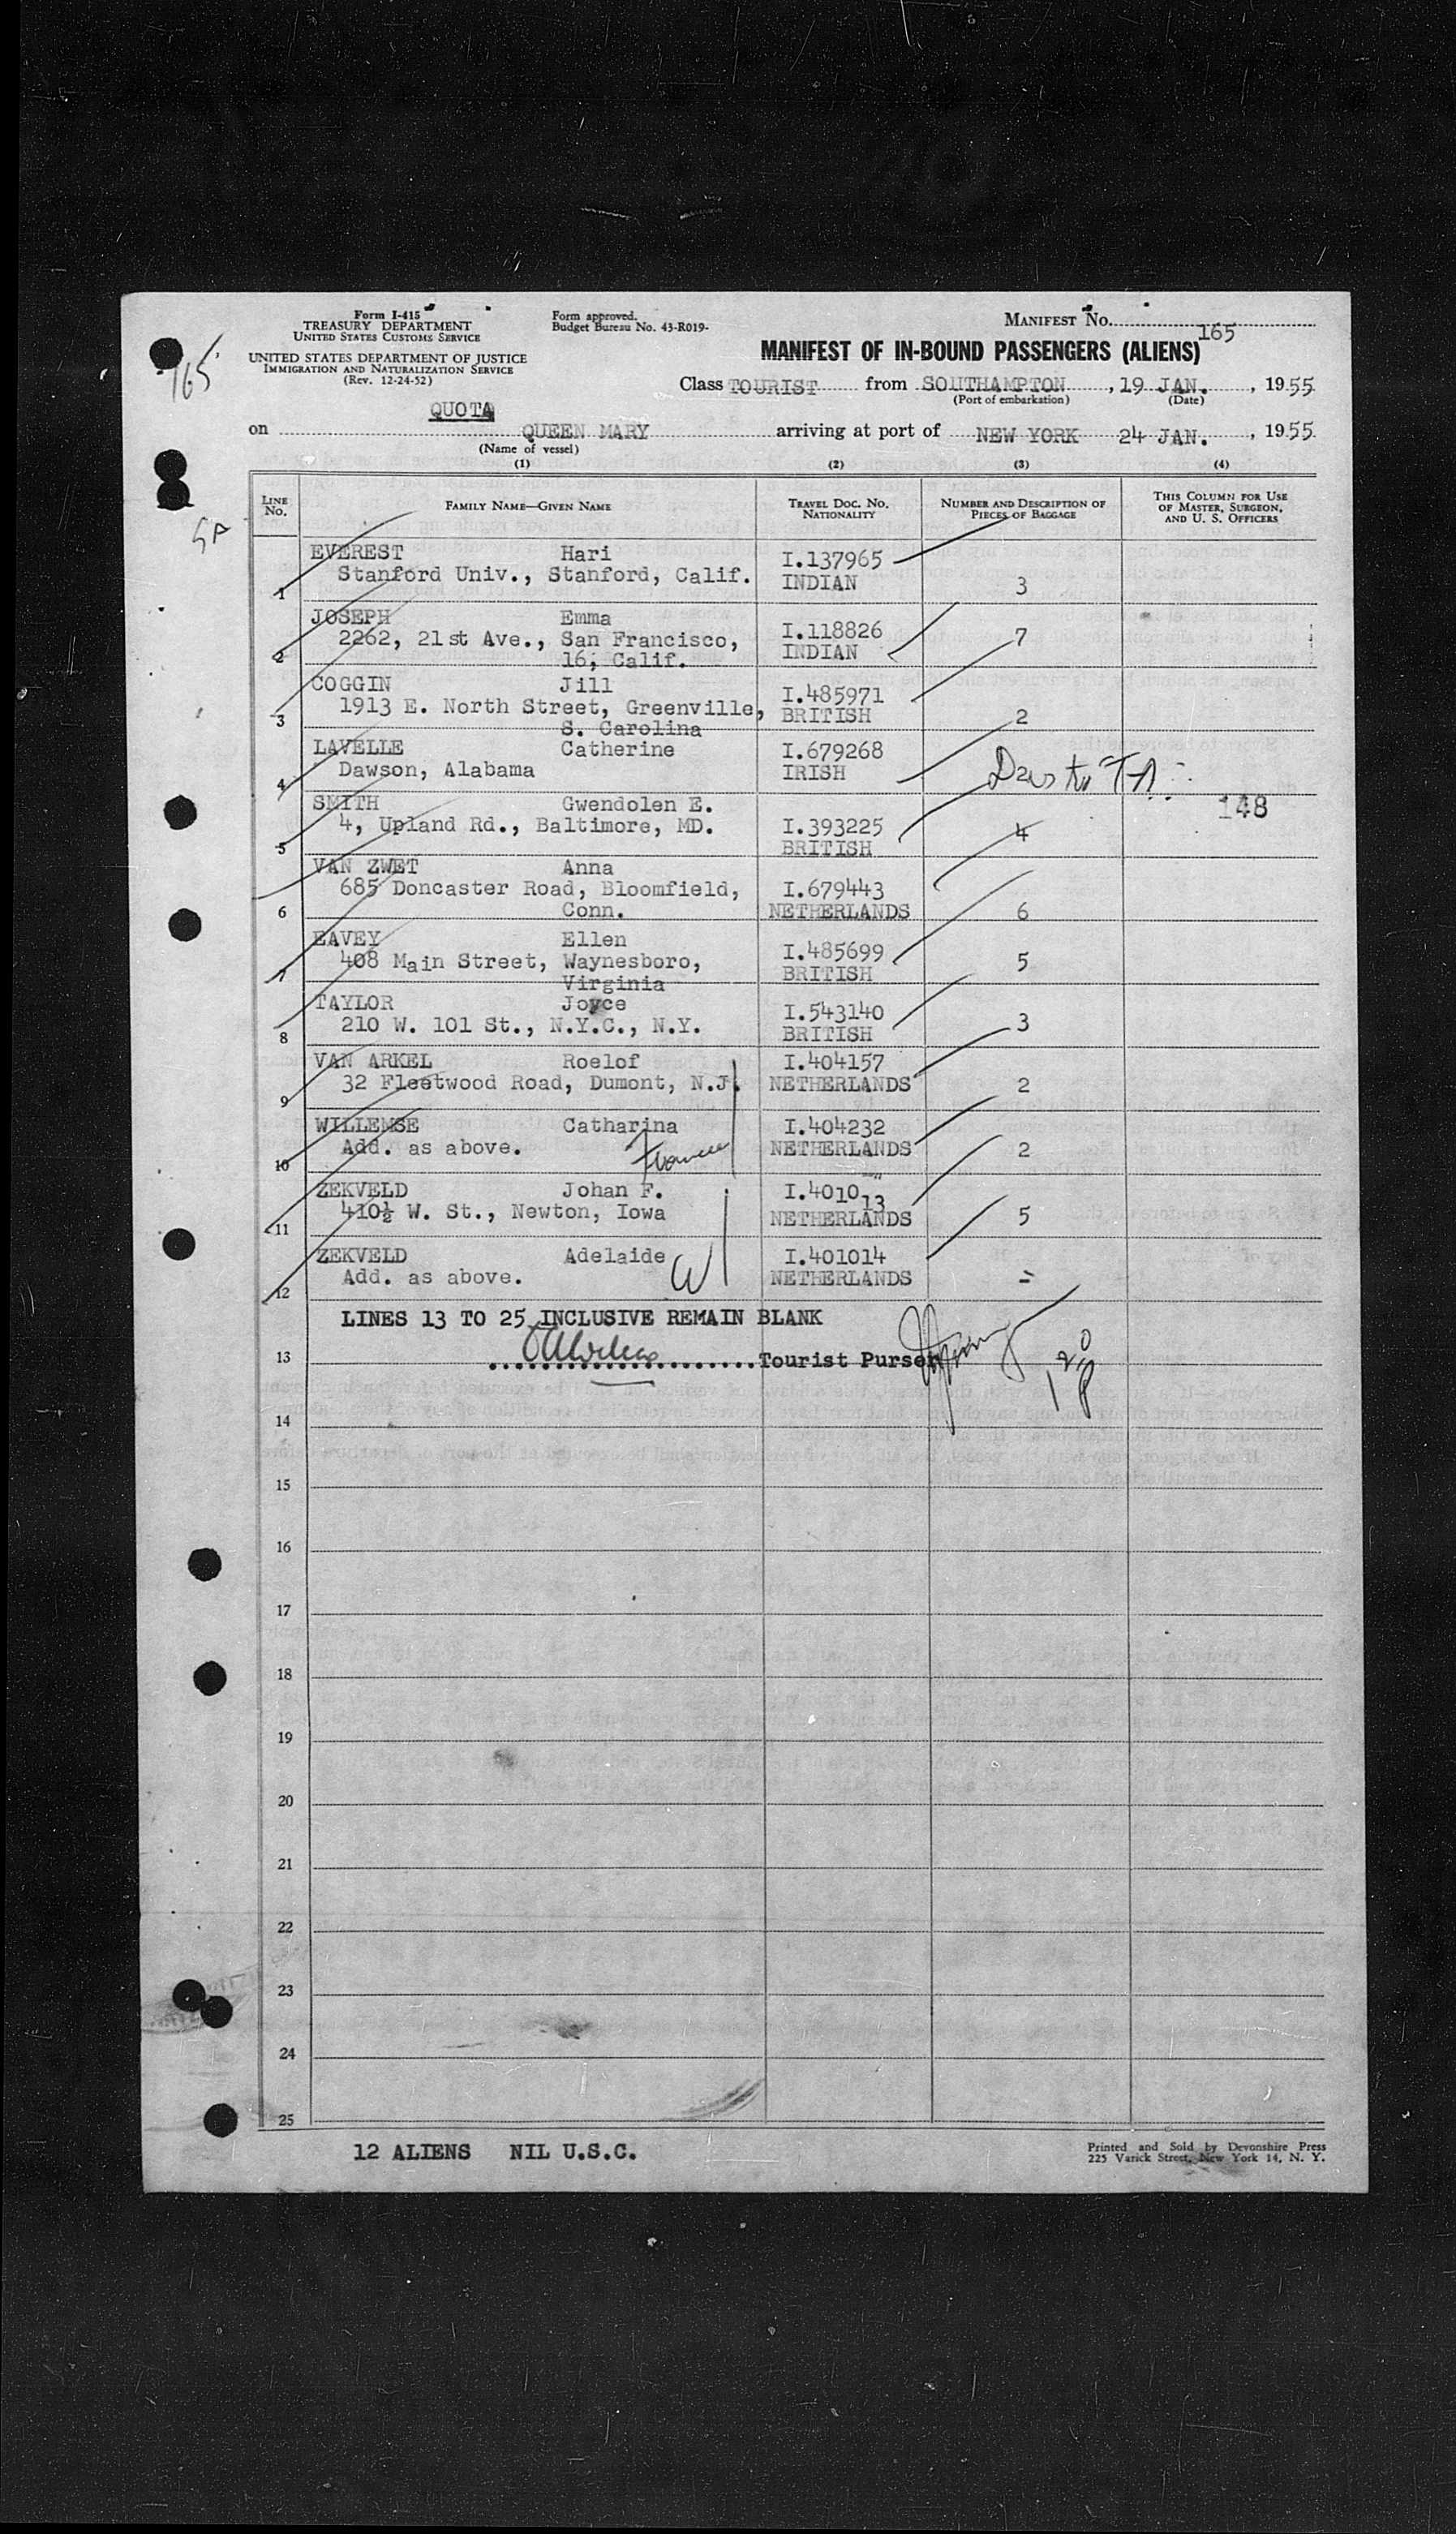 Form I-415
TREASURY DEPARTMENT
UNITED STATES CUSTOMS SERVICE
UNITED STATES DEPARTMENT OF JUSTICE
IMMIGRATION AND NATURALIZATION SERVICE
(Rev. 12-24-52)
Form approved.
Budget Bureau No. 43-R019-
MANIFEST No. 165
165
MANIFEST OF IN-BOUND PASSENGERS (ALIENS)
Class TOURIST from SOUTHAMPTON, 19 JAN., 1955
(Port of embarkation) (Date)
QUOTA
on QUEEN MARY arriving at port of NEW YORK 24 JAN., 1955
(Name of vessel)
(1) (2) (3) (4)
LINE No. FAMILY NAME—GIVEN NAME TRAVEL DOC. NO. NATIONALITY NUMBER AND DESCRIPTION OF PIECES OF BAGGAGE THIS COLUMN FOR USE OF MASTER, SURGEON, AND U. S. OFFICERS
EVEREST Hari I.137965
1 Stanford Univ., Stanford, Calif. INDIAN 3
JOSEPH Emma I.118826
2262, 21st Ave., San Francisco, INDIAN 7
2 16, Calif.
COGGIN Jill I.485971
1913 E. North Street, Greenville, BRITISH 2
3 S. Carolina
LAVELLE Catherine I.679268
4 Dawson, Alabama IRISH
148
SMITH Gwendolen E. I.393225
5 4, Upland Rd., Baltimore, MD. BRITISH 4
VAN ZWET Anna I.679443
685 Doncaster Road, Bloomfield, NETHERLANDS 6
6 Conn.
EAVEY Ellen I.485699
408 Main Street, Waynesboro, BRITISH 5
7 Virginia
TAYLOR Joyce I.543140
8 210 W. 101 St., N.Y.C., N.Y. BRITISH 3
VAN ARKEL Roelof I.404157
9 32 Fleetwood Road, Dumont, N.J. NETHERLANDS 2
WILLEMSE Catharina I.404232
10 Add. as above. NETHERLANDS 2
ZEKVELD Johan F. I.401013
11 410½ W. St., Newton, Iowa NETHERLANDS 5
ZEKVELD Adelaide I.401014
12 Add. as above. W NETHERLANDS =
LINES 13 TO 25 INCLUSIVE REMAIN BLANK
13 Tourist Purser
14
15
16
17
18
19
20
21
22
23
24
25
12 ALIENS NIL U.S.C.
Printed and Sold by Devonshire Press
225 Varick Street, New York 14, N. Y.